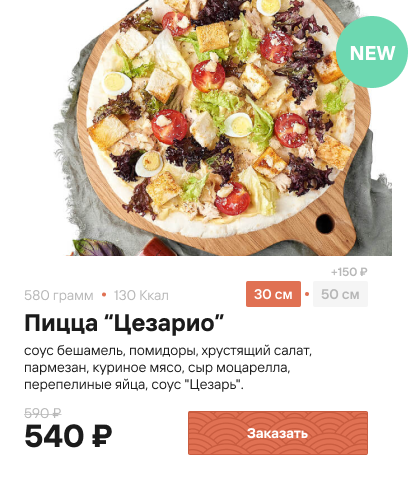 NEW
+150 ₽
580 грамм • 130 Ккал
30 см • 50 см
Пицца “Цезарио”
соус бешамель, помидоры, хрустящий салат,
пармезан, куриное мясо, сыр моцарелла,
перепелиные яйца, соус "Цезарь".
590 ₽
540 ₽
Заказать